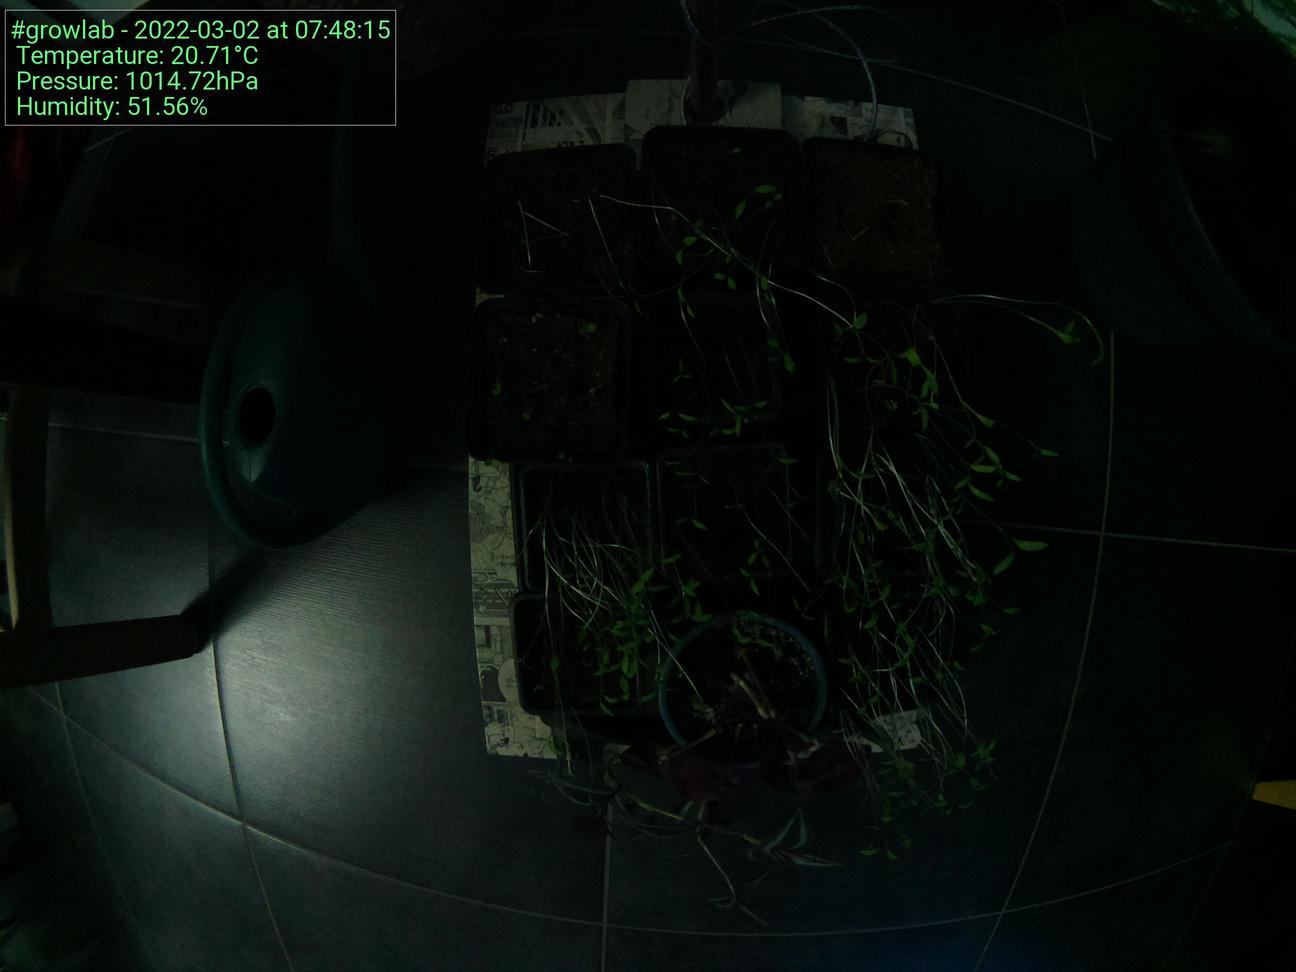 #growlab - 2022-03-02 at 07:48:15
Temperature: 20.71°C
Pressure: 1014.72hPa
Humidity: 51.56%